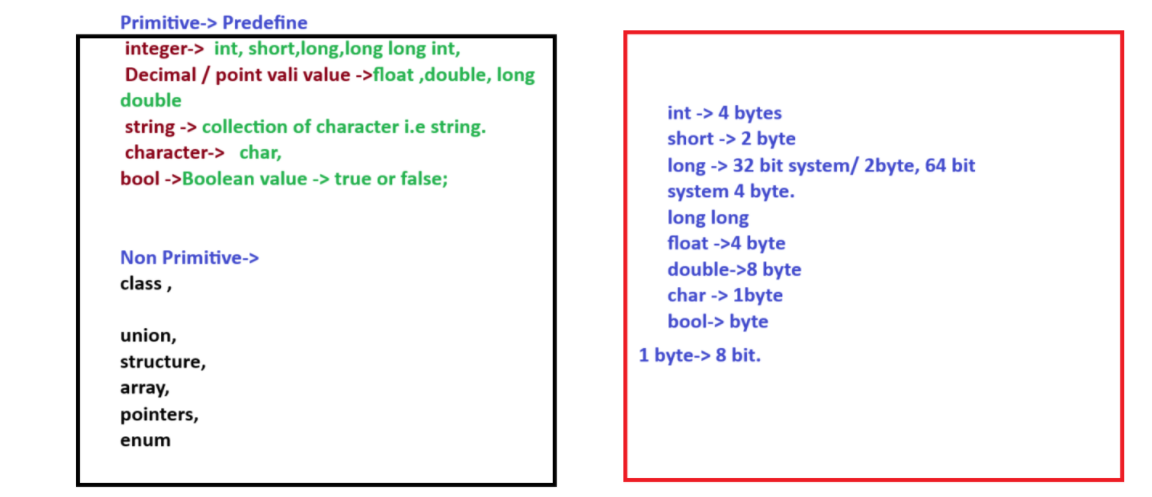 Primitive-> Predefine
integer-> int, short,long,long long int,
Decimal / point vali value ->float ,double, long
double
string -> collection of character i.e string.
character-> char,
bool ->Boolean value -> true or false;
Non Primitive->
class ,
union,
structure,
array,
pointers,
enum
int -> 4 bytes
short -> 2 byte
long -> 32 bit system/ 2byte, 64 bit
system 4 byte.
long long
float ->4 byte
double->8 byte
char -> 1byte
bool-> byte
1 byte-> 8 bit.